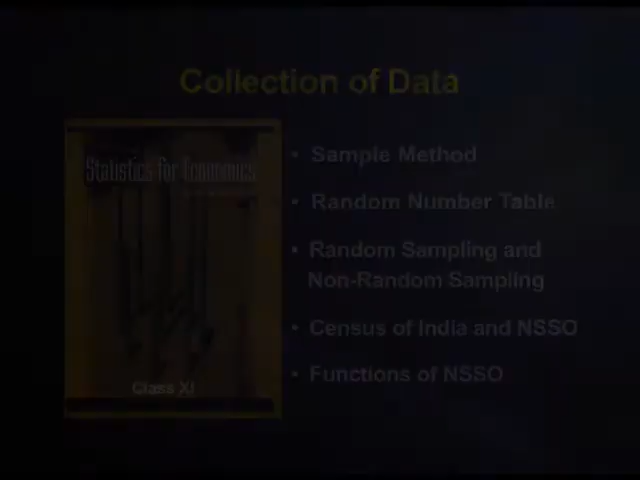 Collection of Data
Statistics for Economics
• Sample Method
• Random Number Table
• Random Sampling and
Non-Random Sampling
• Census of India and NSSO
• Functions of NSSO
Class XI